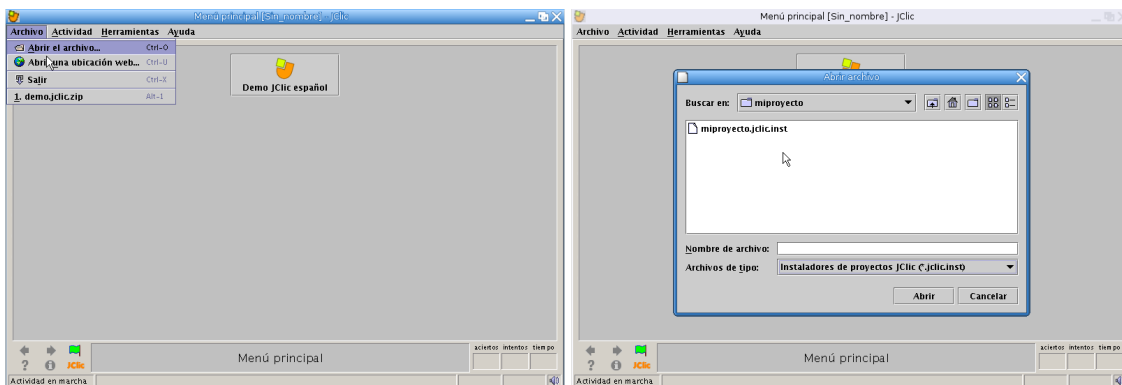 Menú principal [Sin_nombre] - JClic
Archivo Actividad Herramientas Ayuda
Abrir el archivo... Ctrl-O
Abrir una ubicación web... Ctrl-U
Salir Ctrl-X
1. demo.jclic.zip Alt-1
Demo JClic español
aciertos intentos tiempo
Menú principal
JClic
Actividad en marcha
Menú principal [Sin_nombre] - JClic
Archivo Actividad Herramientas Ayuda
Abrir archivo
Buscar en: miproyecto
miproyecto.jclic.inst
Nombre de archivo:
Archivos de tipo: Instaladores de proyectos JClic (*.jclic.inst)
Abrir Cancelar
aciertos intentos tiempo
Menú principal
JClic
Actividad en marcha